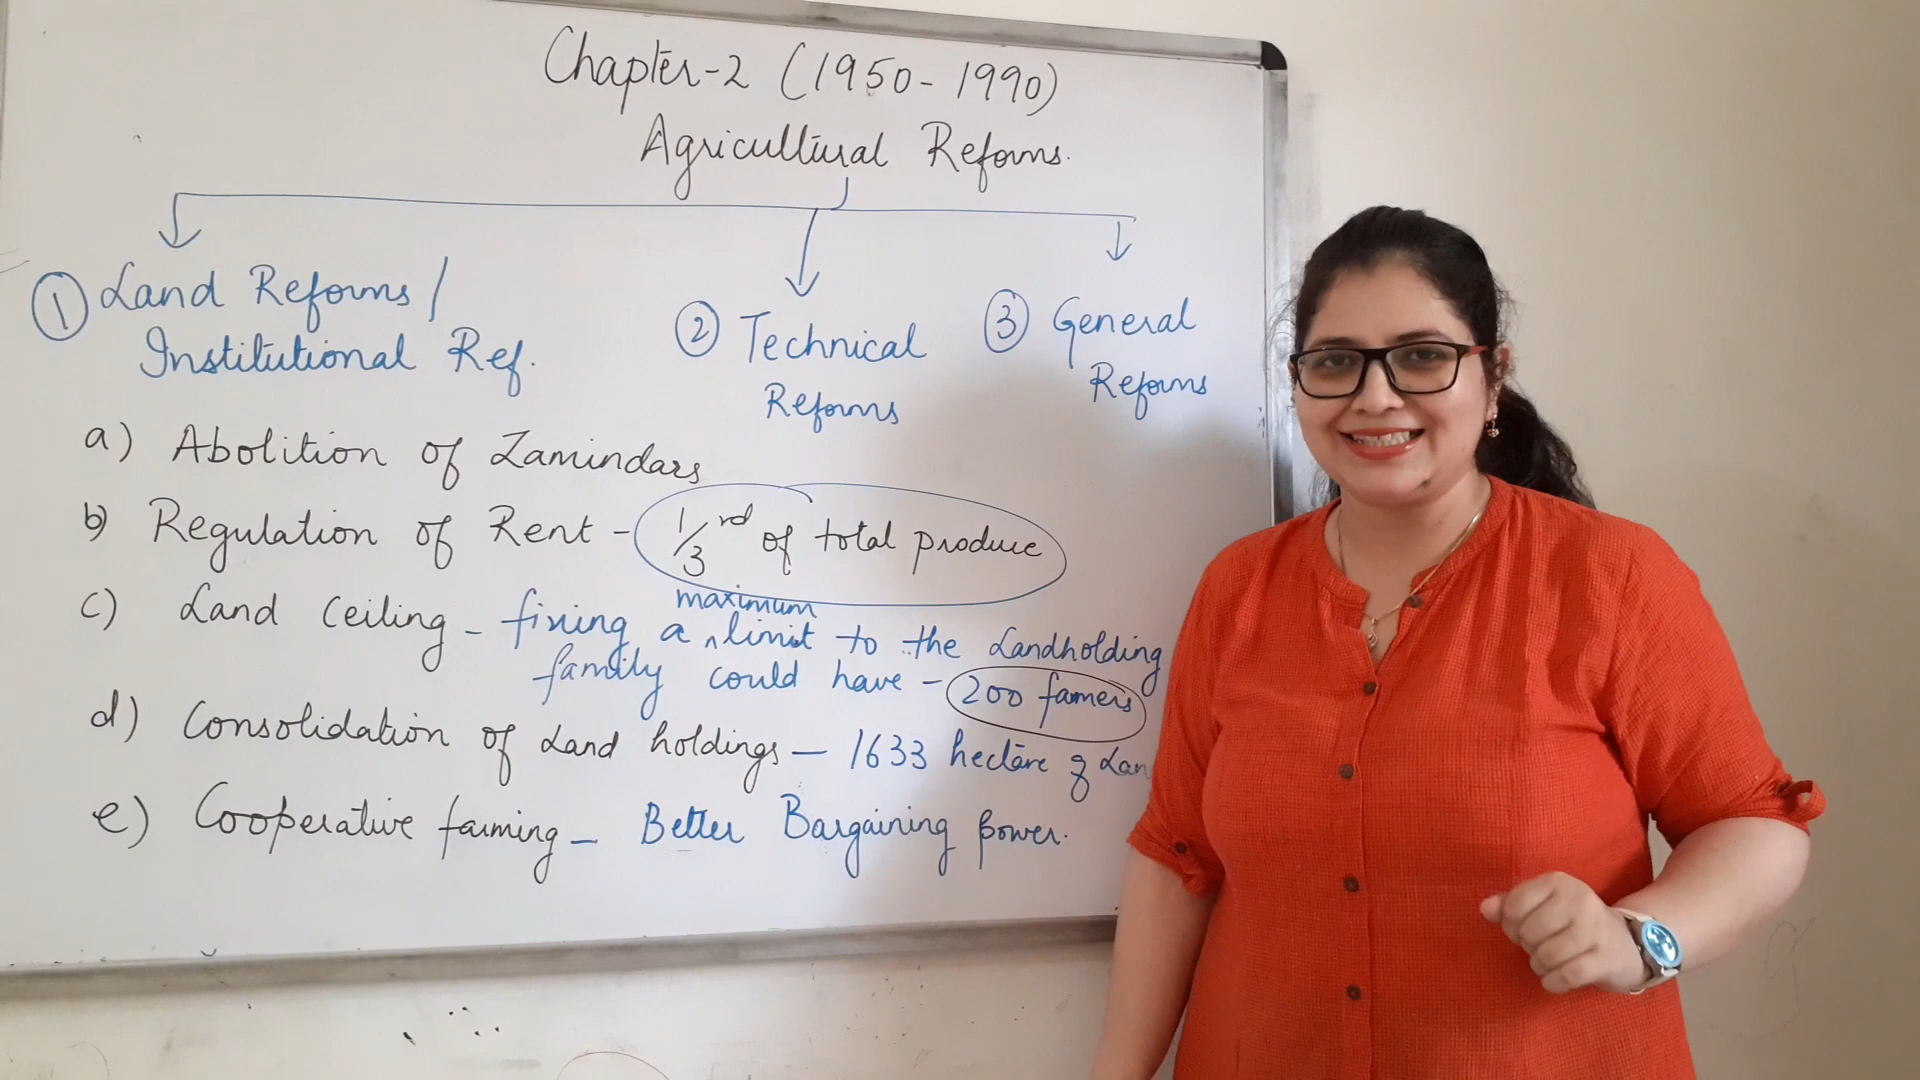 Chapter-2 (1950-1990)
Agricultural Reforms.
① Land Reforms /
Institutional Ref.
② Technical
Reforms
③ General
Reforms
a) Abolition of Zamindars
b) Regulation of Rent - 1/3rd of total produce
c) Land Ceiling - fixing a maximum limit to the Landholding
family could have - 200 famers
d) Consolidation of Land holdings - 1633 hectare of Lan
e) Cooperative farming - Better Bargaining power.